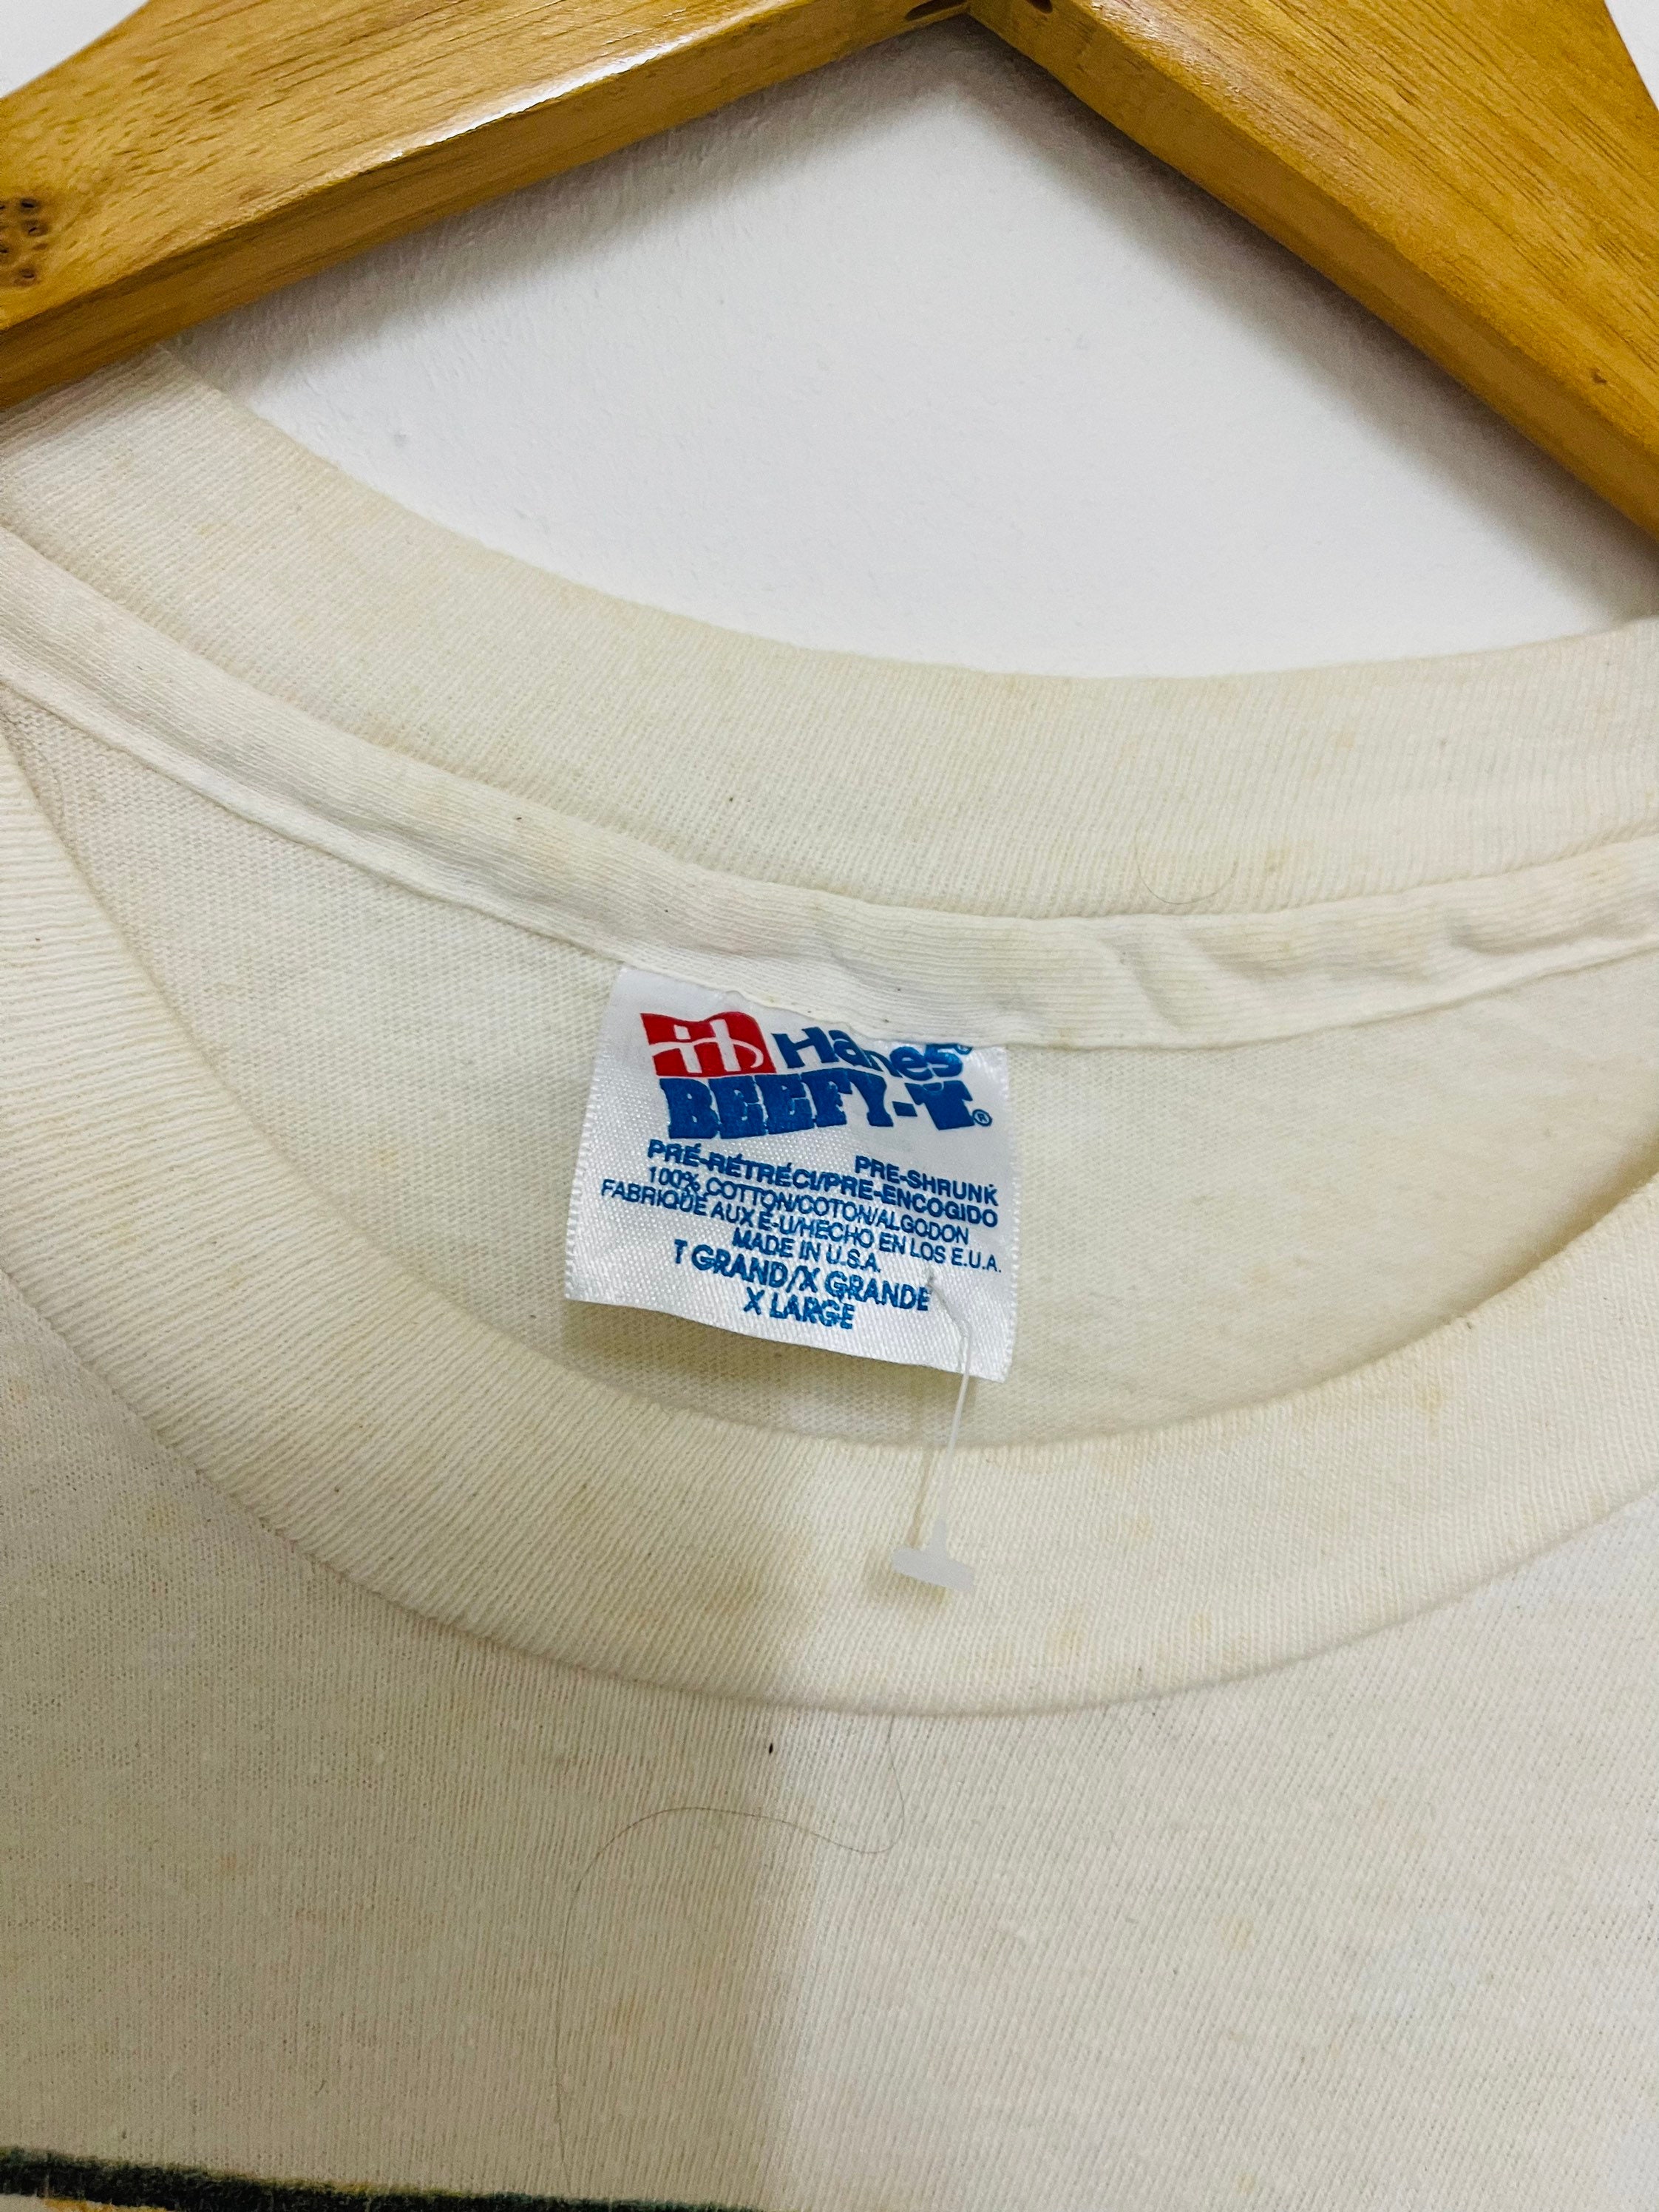 Hanes®
BEEFY-T®
PRE-SHRUNK
PRÉ-RÉTRÉCI/PRE-ENCOGIDO
100% COTTON/COTON/ALGODON
FABRIQUÉ AUX É-U/HECHO EN LOS E.U.A.
MADE IN U.S.A.
T GRAND/X GRANDE
X LARGE